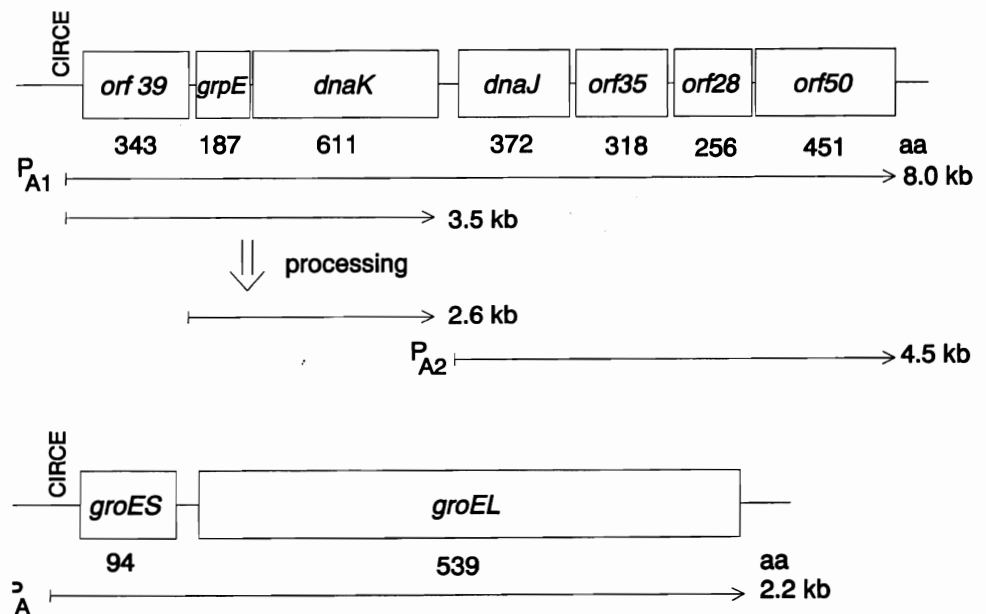 CIRCE
orf 39 grpE dnaK dnaJ orf35 orf28 orf50
343 187 611 372 318 256 451 aa
PA1 8.0 kb
3.5 kb
processing
2.6 kb
PA2 4.5 kb
CIRCE
groES groEL
94 539 aa
A 2.2 kb